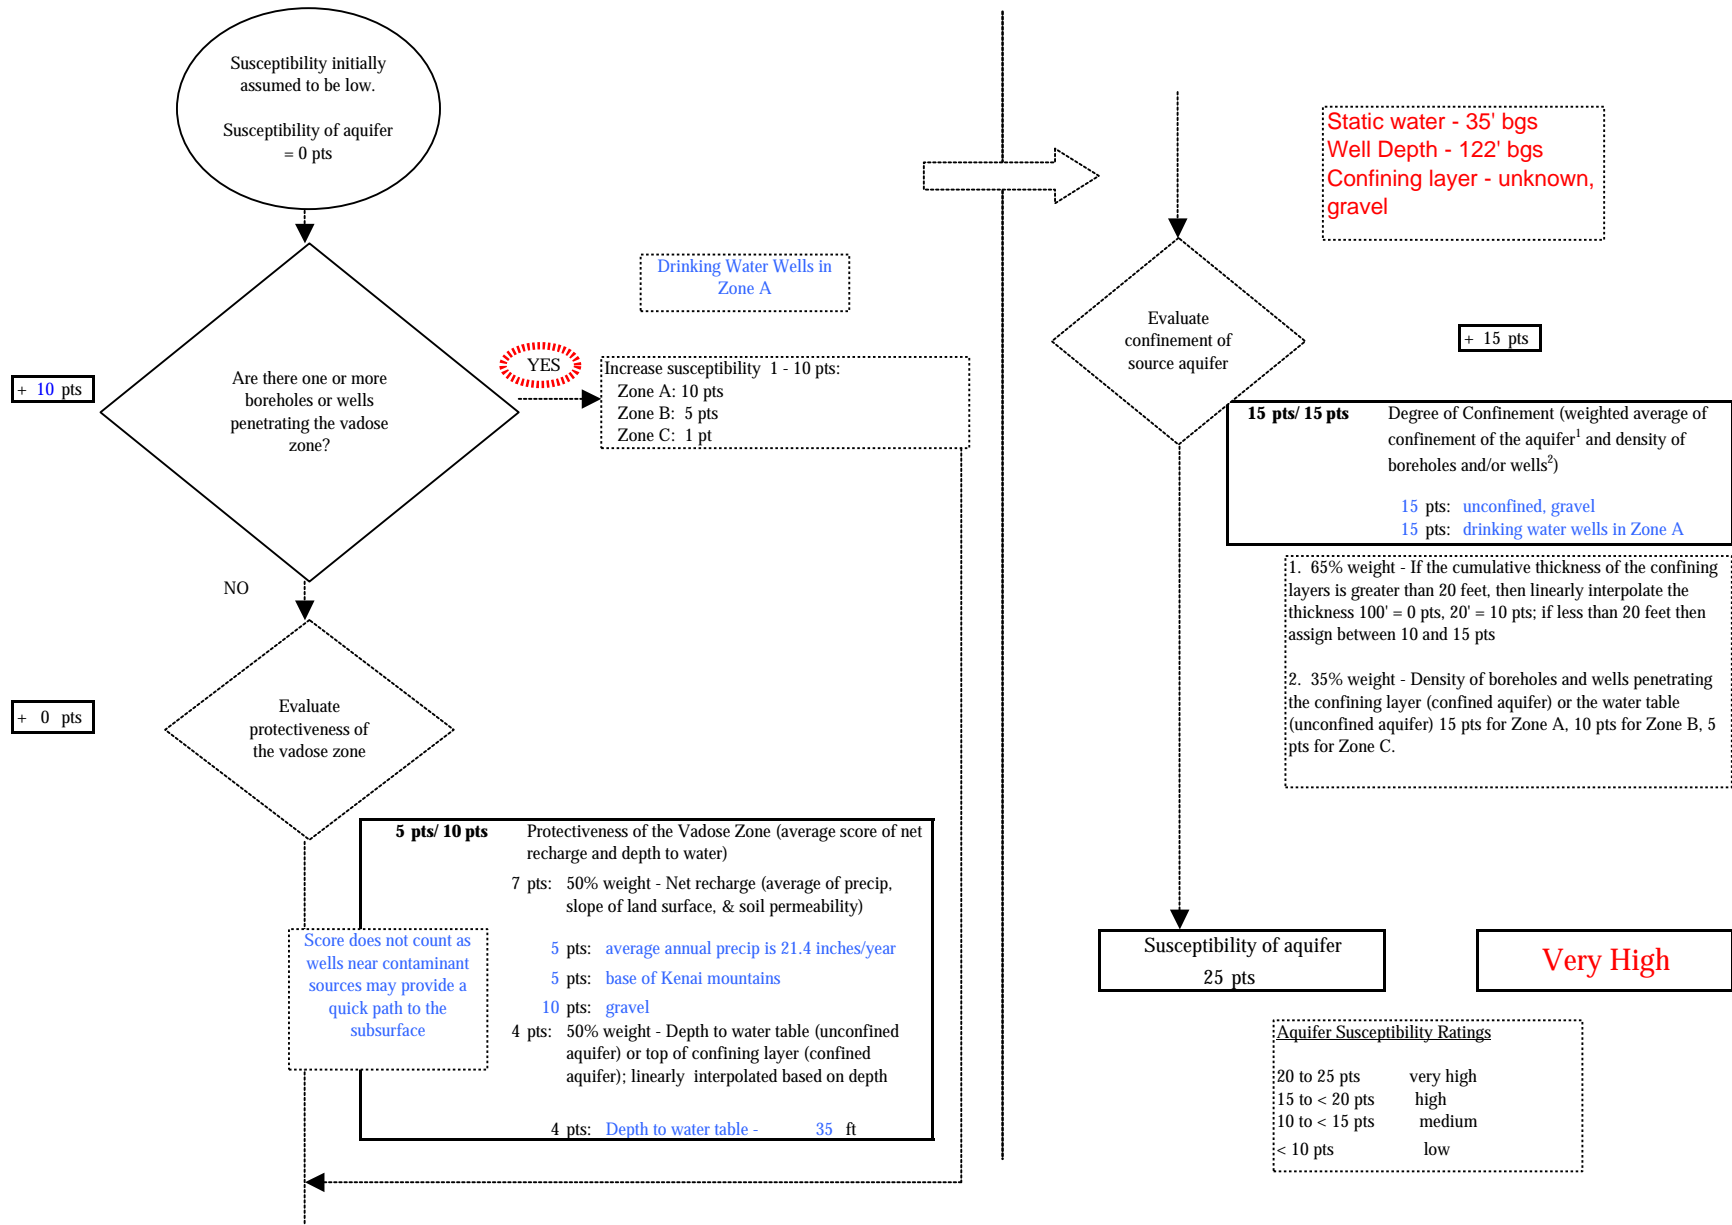 Susceptibility initially
assumed to be low.
Susceptibility of aquifer
= 0 pts
Drinking Water Wells in
Zone A
+ 10 pts
Are there one or more
boreholes or wells
penetrating the vadose
zone?
YES
Increase susceptibility 1 - 10 pts:
Zone A: 10 pts
Zone B: 5 pts
Zone C: 1 pt
NO
+ 0 pts
Evaluate
protectiveness of
the vadose zone
5 pts/ 10 pts Protectiveness of the Vadose Zone (average score of net
recharge and depth to water)
7 pts: 50% weight - Net recharge (average of precip,
slope of land surface, & soil permeability)
5 pts: average annual precip is 21.4 inches/year
5 pts: base of Kenai mountains
10 pts: gravel
4 pts: 50% weight - Depth to water table (unconfined
aquifer) or top of confining layer (confined
aquifer); linearly interpolated based on depth
4 pts: Depth to water table - 35 ft
Score does not count as
wells near contaminant
sources may provide a
quick path to the
subsurface
Static water - 35' bgs
Well Depth - 122' bgs
Confining layer - unknown,
gravel
Evaluate
confinement of
source aquifer
+ 15 pts
15 pts/ 15 pts Degree of Confinement (weighted average of
confinement of the aquifer1 and density of
boreholes and/or wells2)
15 pts: unconfined, gravel
15 pts: drinking water wells in Zone A
1. 65% weight - If the cumulative thickness of the confining
layers is greater than 20 feet, then linearly interpolate the
thickness 100' = 0 pts, 20' = 10 pts; if less than 20 feet then
assign between 10 and 15 pts
2. 35% weight - Density of boreholes and wells penetrating
the confining layer (confined aquifer) or the water table
(unconfined aquifer) 15 pts for Zone A, 10 pts for Zone B, 5
pts for Zone C.
Susceptibility of aquifer
25 pts
Very High
Aquifer Susceptibility Ratings
20 to 25 pts very high
15 to < 20 pts high
10 to < 15 pts medium
< 10 pts low